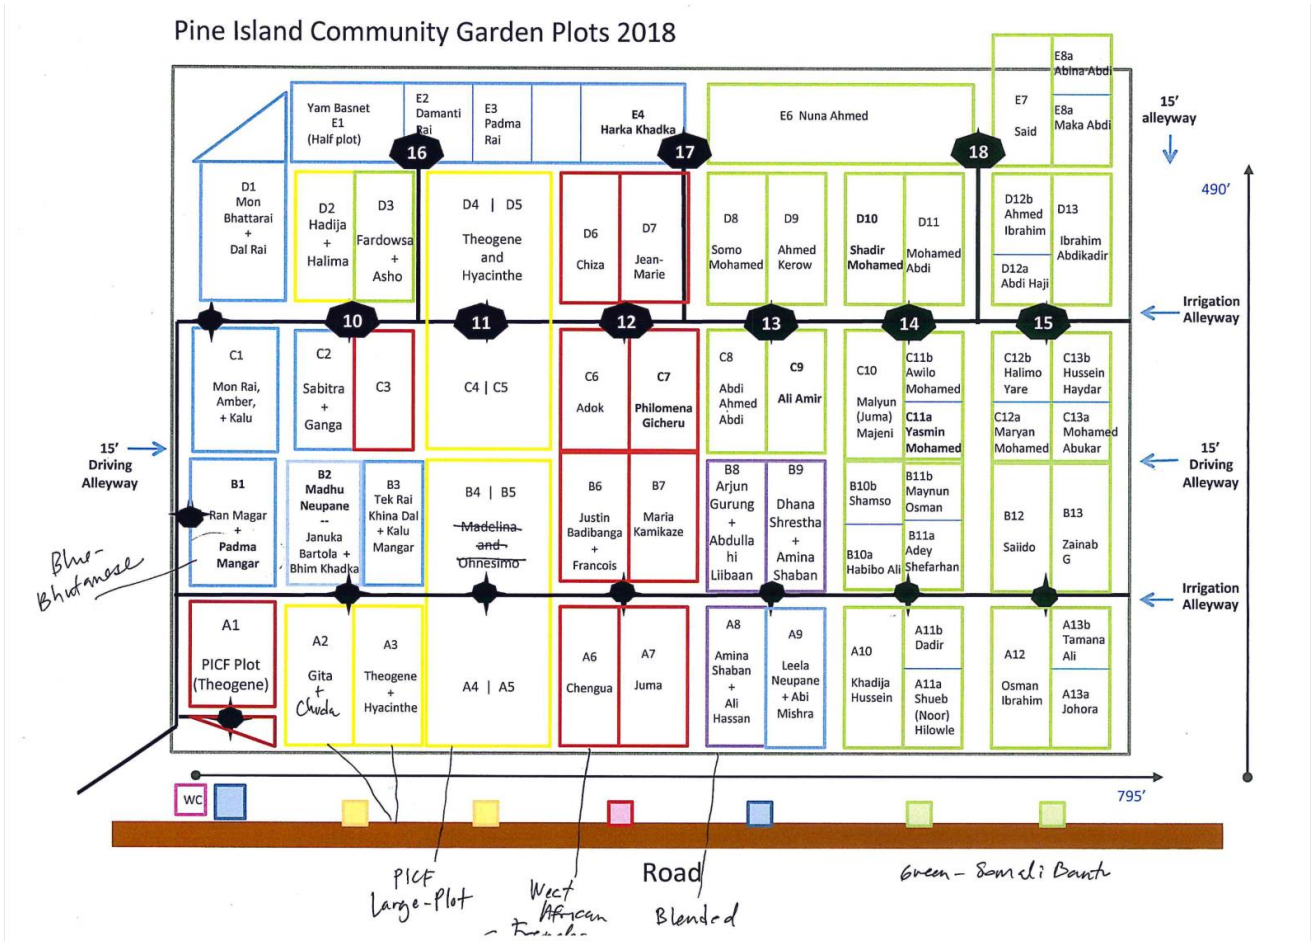 Pine Island Community Garden Plots 2018
Yam Basnet
E1
(Half plot)
E2
Damanti
Rai
E3
Padma
Rai
E4
Harka Khadka
E6 Nuna Ahmed
E7
Said
E8a
Abina Abdi
E8a
Maka Abdi
15'
alleyway
16
17
18
490'
D1
Mon
Bhattarai
+
Dal Rai
D2
Hadija
+
Halima
D3
Fardowsa
+
Asho
D4 | D5
Theogene
and
Hyacinthe
D6
Chiza
D7
Jean-
Marie
D8
Somo
Mohamed
D9
Ahmed
Kerow
D10
Shadir
Mohamed
D11
Mohamed
Abdi
D12b
Ahmed
Ibrahim
D12a
Abdi Haji
D13
Ibrahim
Abdikadir
Irrigation
Alleyway
10
11
12
13
14
15
C1
Mon Rai,
Amber,
+ Kalu
C2
Sabitra
+
Ganga
C3
C4 | C5
C6
Adok
C7
Philomena
Gicheru
C8
Abdi
Ahmed
Abdi
C9
Ali Amir
C10
Malyun
(Juma)
Majeni
C11b
Awilo
Mohamed
C11a
Yasmin
Mohamed
C12b
Halimo
Yare
C12a
Maryan
Mohamed
C13b
Hussein
Haydar
C13a
Mohamed
Abukar
15'
Driving
Alleyway
15'
Driving
Alleyway
B1
Ran Magar
+
Padma
Mangar
B2
Madhu
Neupane
--
Januka
Bartola +
Bhim Khadka
B3
Tek Rai
Khina Dal
+ Kalu
Mangar
B4 | B5
Madelina
and
Ohnesimo
B6
Justin
Badibanga
+
Francois
B7
Maria
Kamikaze
B8
Arjun
Gurung
+
Abdulla
hi
Liibaan
B9
Dhana
Shrestha
+
Amina
Shaban
B10b
Shamso
B10a
Habibo Ali
B11b
Maynun
Osman
B11a
Adey
Shefarhan
B12
Saiido
B13
Zainab
G
Blue-
Bhutanese
Irrigation
Alleyway
A1
PICF Plot
(Theogene)
A2
Gita
+
Chuda
A3
Theogene
+
Hyacinthe
A4 | A5
A6
Chengua
A7
Juma
A8
Amina
Shaban
+
Ali
Hassan
A9
Leela
Neupane
+ Abi
Mishra
A10
Khadija
Hussein
A11b
Dadir
A11a
Shueb
(Noor)
Hilowle
A12
Osman
Ibrahim
A13b
Tamana
Ali
A13a
Johora
795'
WC
Road
PICF
Large-Plot
West
African
Blended
Green - Somali Bantu